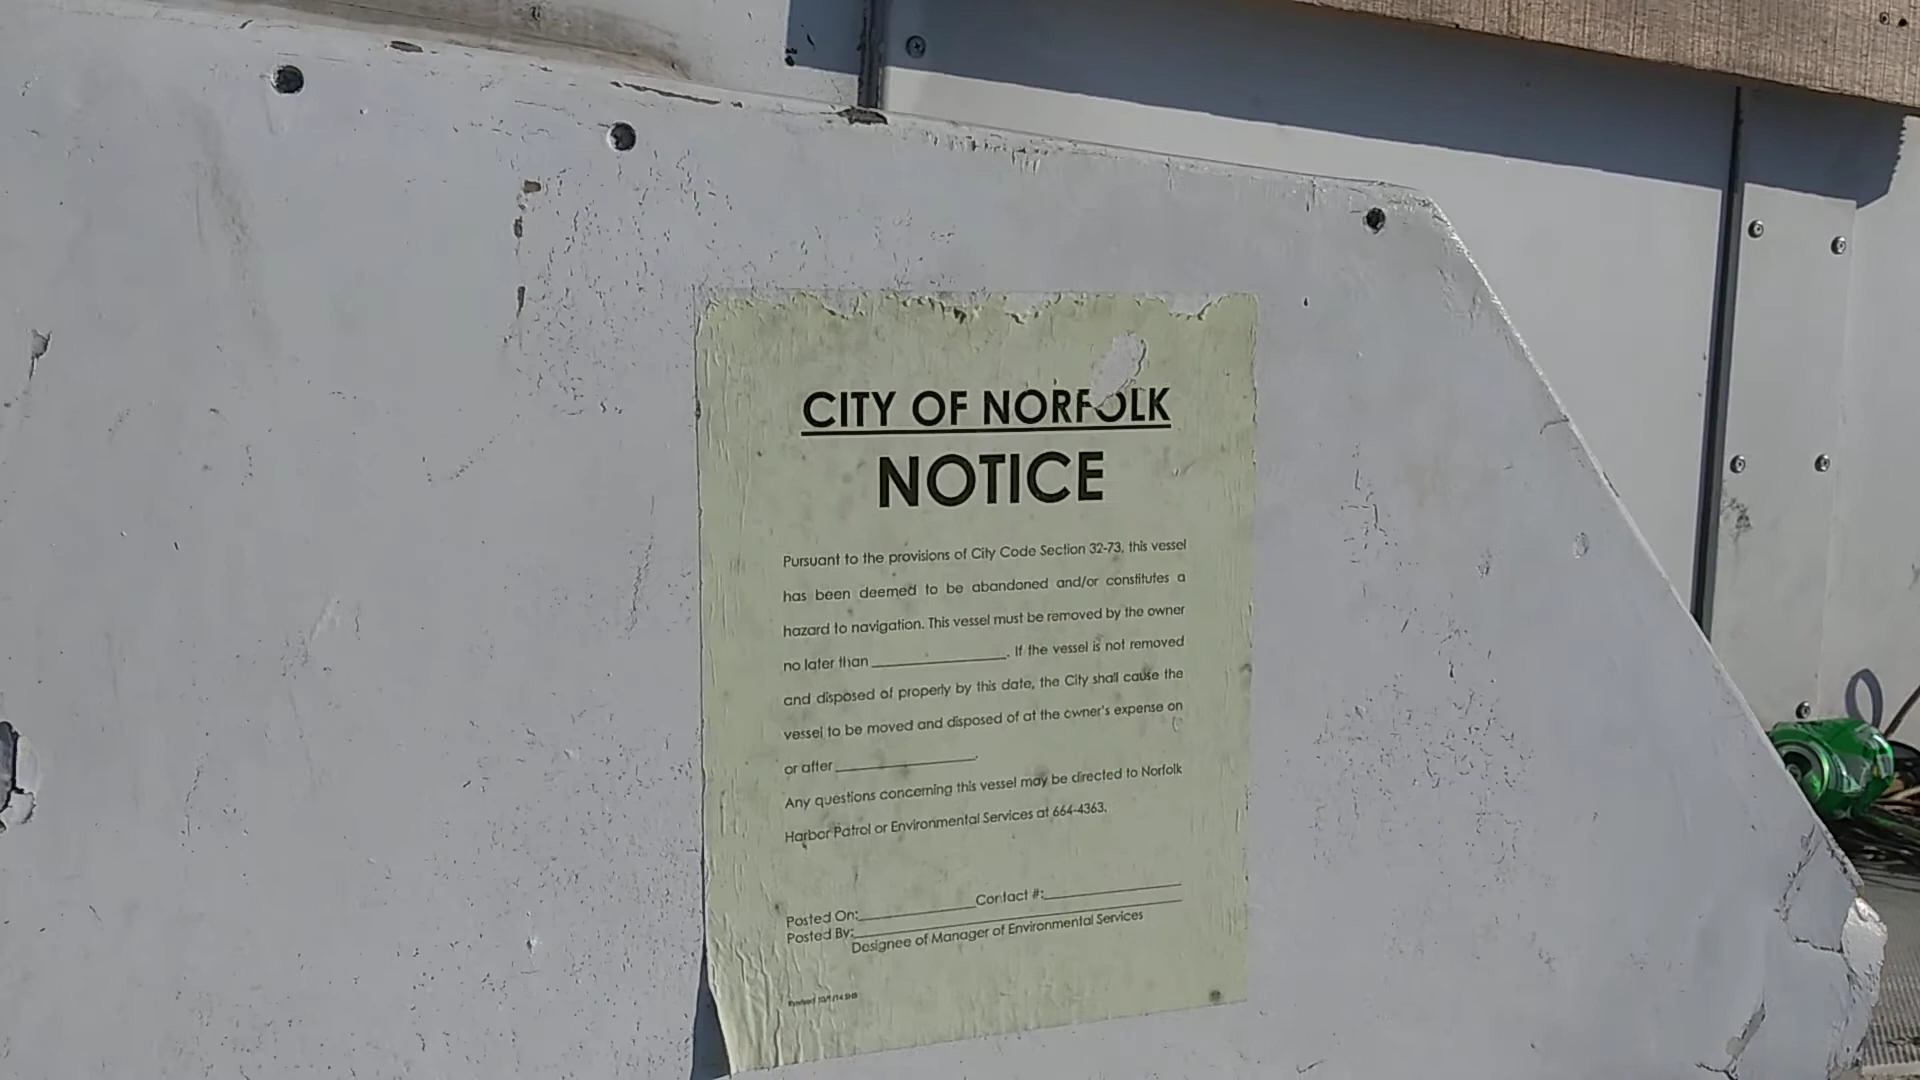 CITY OF NORFOLK
NOTICE
Pursuant to the provisions of City Code Section 32-73, this vessel
has been deemed to be abandoned and/or constitutes a
hazard to navigation. This vessel must be removed by the owner
no later than ______________. If the vessel is not removed
and disposed of properly by this date, the City shall cause the
vessel to be moved and disposed of at the owner's expense on
or after ______________.
Any questions concerning this vessel may be directed to Norfolk
Harbor Patrol or Environmental Services at 664-4363.
Posted On:____________Contact #:______________
Posted By:__________________________________
Designee of Manager of Environmental Services
Revised